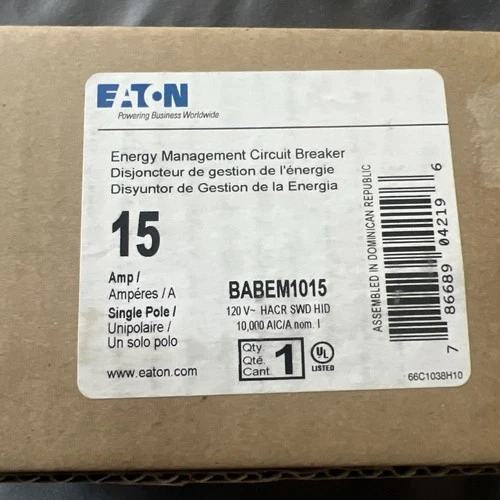 EATON
Powering Business Worldwide
Energy Management Circuit Breaker
Disjoncteur de gestion de l'énergie
Disyuntor de Gestion de la Energia
15
Amp /
Ampéres / A
Single Pole /
Unipolaire /
Un solo polo
www.eaton.com
BABEM1015
120 V~ HACR SWD HID
10,000 AIC/A nom. I
Qty
Qté.
Cant.
1
UL
LISTED
ASSEMBLED IN DOMINICAN REPUBLIC
7 86689 04219 6
66C1038H10